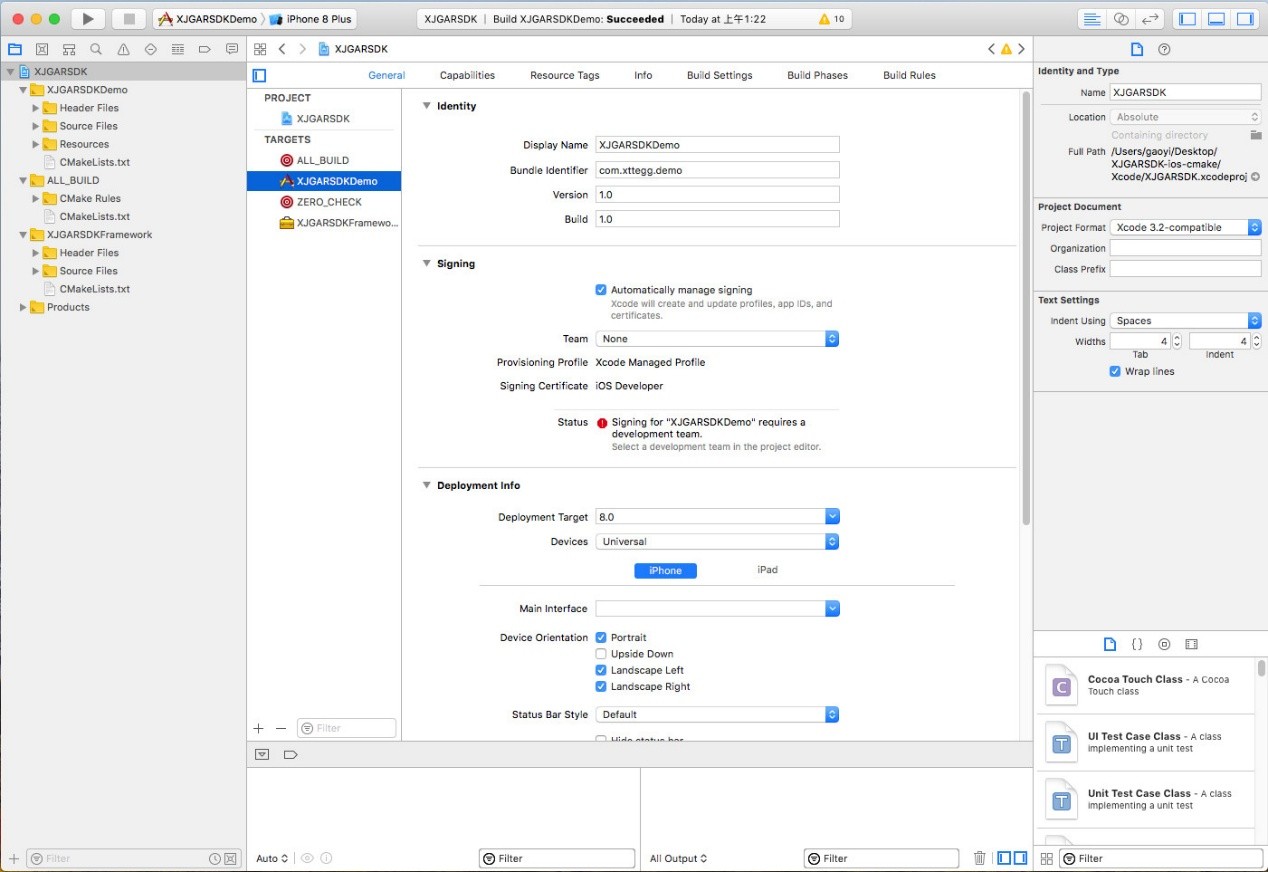 XJGARSDKDemo
iPhone 8 Plus
XJGARSDK | Build XJGARSDKDemo: Succeeded | Today at 上午1:22
10
XJGARSDK
XJGARSDKDemo
Header Files
Source Files
Resources
CMakeLists.txt
ALL_BUILD
CMake Rules
CMakeLists.txt
XJGARSDKFramework
Header Files
Source Files
CMakeLists.txt
Products
Filter
XJGARSDK
General Capabilities Resource Tags Info Build Settings Build Phases Build Rules
PROJECT
XJGARSDK
TARGETS
ALL_BUILD
XJGARSDKDemo
ZERO_CHECK
XJGARSDKFramewo...
Filter
Identity
Display Name XJGARSDKDemo
Bundle Identifier com.xttegg.demo
Version 1.0
Build 1.0
Signing
Automatically manage signing
Xcode will create and update profiles, app IDs, and
certificates.
Team None
Provisioning Profile Xcode Managed Profile
Signing Certificate iOS Developer
Status Signing for "XJGARSDKDemo" requires a
development team.
Select a development team in the project editor.
Deployment Info
Deployment Target 8.0
Devices Universal
iPhone iPad
Main Interface
Device Orientation Portrait
Upside Down
Landscape Left
Landscape Right
Status Bar Style Default
Hide status bar
Auto
Filter
All Output
Filter
Identity and Type
Name XJGARSDK
Location Absolute
Containing directory
Full Path /Users/gaoyi/Desktop/
XJGARSDK-ios-cmake/
Xcode/XJGARSDK.xcodeproj
Project Document
Project Format Xcode 3.2-compatible
Organization
Class Prefix
Text Settings
Indent Using Spaces
Widths 4 4
Tab Indent
Wrap lines
{ }
C
Cocoa Touch Class - A Cocoa
Touch class
T
UI Test Case Class - A class
implementing a unit test
T
Unit Test Case Class - A class
implementing a unit test
Filter